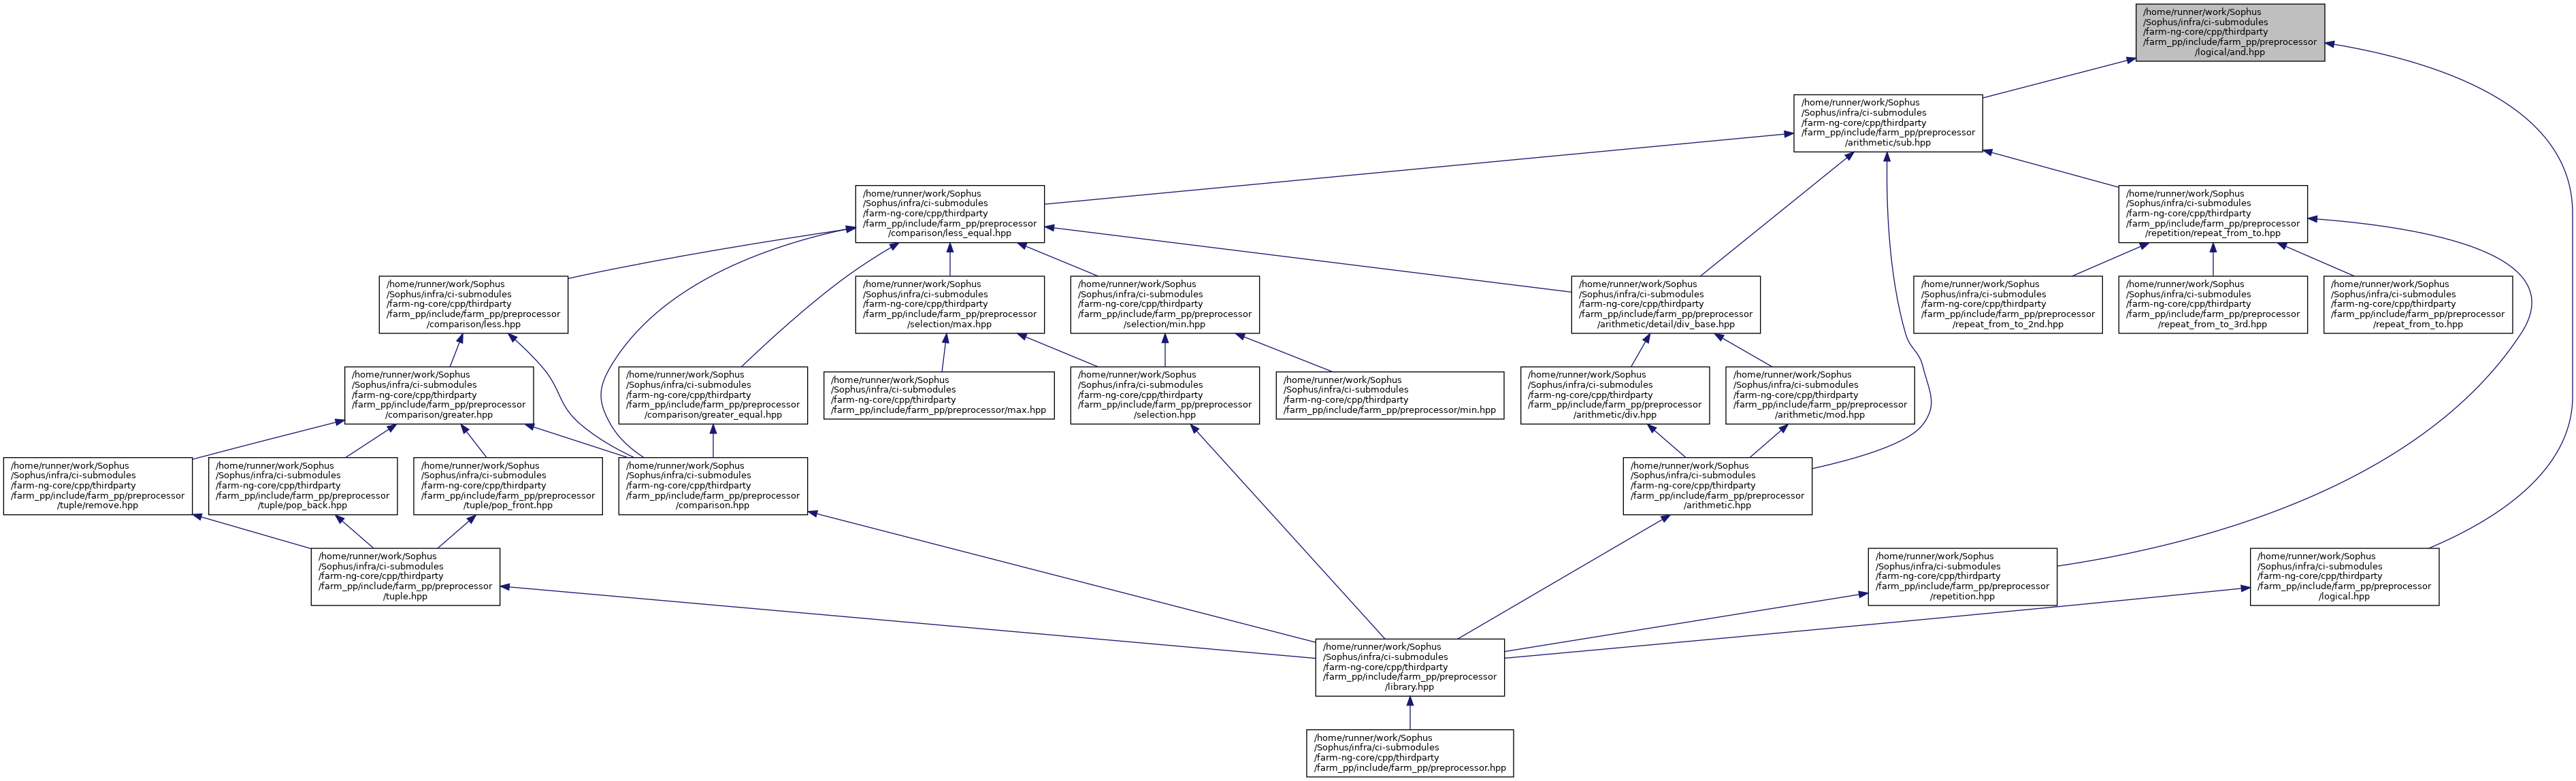 /home/runner/work/Sophus
/Sophus/infra/ci-submodules
/farm-ng-core/cpp/thirdparty
/farm_pp/include/farm_pp/preprocessor
/logical/and.hpp
/home/runner/work/Sophus
/Sophus/infra/ci-submodules
/farm-ng-core/cpp/thirdparty
/farm_pp/include/farm_pp/preprocessor
/arithmetic/sub.hpp
/home/runner/work/Sophus
/Sophus/infra/ci-submodules
/farm-ng-core/cpp/thirdparty
/farm_pp/include/farm_pp/preprocessor
/comparison/less_equal.hpp
/home/runner/work/Sophus
/Sophus/infra/ci-submodules
/farm-ng-core/cpp/thirdparty
/farm_pp/include/farm_pp/preprocessor
/repetition/repeat_from_to.hpp
/home/runner/work/Sophus
/Sophus/infra/ci-submodules
/farm-ng-core/cpp/thirdparty
/farm_pp/include/farm_pp/preprocessor
/comparison/less.hpp
/home/runner/work/Sophus
/Sophus/infra/ci-submodules
/farm-ng-core/cpp/thirdparty
/farm_pp/include/farm_pp/preprocessor
/selection/max.hpp
/home/runner/work/Sophus
/Sophus/infra/ci-submodules
/farm-ng-core/cpp/thirdparty
/farm_pp/include/farm_pp/preprocessor
/selection/min.hpp
/home/runner/work/Sophus
/Sophus/infra/ci-submodules
/farm-ng-core/cpp/thirdparty
/farm_pp/include/farm_pp/preprocessor
/arithmetic/detail/div_base.hpp
/home/runner/work/Sophus
/Sophus/infra/ci-submodules
/farm-ng-core/cpp/thirdparty
/farm_pp/include/farm_pp/preprocessor
/repeat_from_to_2nd.hpp
/home/runner/work/Sophus
/Sophus/infra/ci-submodules
/farm-ng-core/cpp/thirdparty
/farm_pp/include/farm_pp/preprocessor
/repeat_from_to_3rd.hpp
/home/runner/work/Sophus
/Sophus/infra/ci-submodules
/farm-ng-core/cpp/thirdparty
/farm_pp/include/farm_pp/preprocessor
/repeat_from_to.hpp
/home/runner/work/Sophus
/Sophus/infra/ci-submodules
/farm-ng-core/cpp/thirdparty
/farm_pp/include/farm_pp/preprocessor
/comparison/greater.hpp
/home/runner/work/Sophus
/Sophus/infra/ci-submodules
/farm-ng-core/cpp/thirdparty
/farm_pp/include/farm_pp/preprocessor
/comparison/greater_equal.hpp
/home/runner/work/Sophus
/Sophus/infra/ci-submodules
/farm-ng-core/cpp/thirdparty
/farm_pp/include/farm_pp/preprocessor/max.hpp
/home/runner/work/Sophus
/Sophus/infra/ci-submodules
/farm-ng-core/cpp/thirdparty
/farm_pp/include/farm_pp/preprocessor
/selection.hpp
/home/runner/work/Sophus
/Sophus/infra/ci-submodules
/farm-ng-core/cpp/thirdparty
/farm_pp/include/farm_pp/preprocessor/min.hpp
/home/runner/work/Sophus
/Sophus/infra/ci-submodules
/farm-ng-core/cpp/thirdparty
/farm_pp/include/farm_pp/preprocessor
/arithmetic/div.hpp
/home/runner/work/Sophus
/Sophus/infra/ci-submodules
/farm-ng-core/cpp/thirdparty
/farm_pp/include/farm_pp/preprocessor
/arithmetic/mod.hpp
/home/runner/work/Sophus
/Sophus/infra/ci-submodules
/farm-ng-core/cpp/thirdparty
/farm_pp/include/farm_pp/preprocessor
/tuple/remove.hpp
/home/runner/work/Sophus
/Sophus/infra/ci-submodules
/farm-ng-core/cpp/thirdparty
/farm_pp/include/farm_pp/preprocessor
/tuple/pop_back.hpp
/home/runner/work/Sophus
/Sophus/infra/ci-submodules
/farm-ng-core/cpp/thirdparty
/farm_pp/include/farm_pp/preprocessor
/tuple/pop_front.hpp
/home/runner/work/Sophus
/Sophus/infra/ci-submodules
/farm-ng-core/cpp/thirdparty
/farm_pp/include/farm_pp/preprocessor
/comparison.hpp
/home/runner/work/Sophus
/Sophus/infra/ci-submodules
/farm-ng-core/cpp/thirdparty
/farm_pp/include/farm_pp/preprocessor
/arithmetic.hpp
/home/runner/work/Sophus
/Sophus/infra/ci-submodules
/farm-ng-core/cpp/thirdparty
/farm_pp/include/farm_pp/preprocessor
/tuple.hpp
/home/runner/work/Sophus
/Sophus/infra/ci-submodules
/farm-ng-core/cpp/thirdparty
/farm_pp/include/farm_pp/preprocessor
/repetition.hpp
/home/runner/work/Sophus
/Sophus/infra/ci-submodules
/farm-ng-core/cpp/thirdparty
/farm_pp/include/farm_pp/preprocessor
/logical.hpp
/home/runner/work/Sophus
/Sophus/infra/ci-submodules
/farm-ng-core/cpp/thirdparty
/farm_pp/include/farm_pp/preprocessor
/library.hpp
/home/runner/work/Sophus
/Sophus/infra/ci-submodules
/farm-ng-core/cpp/thirdparty
/farm_pp/include/farm_pp/preprocessor.hpp